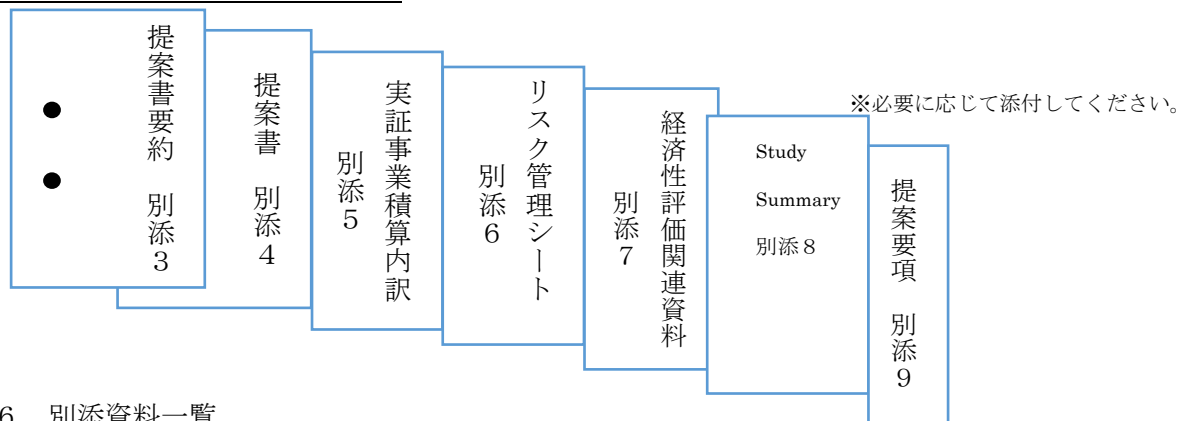 提案書要約　別添３
提案書　別添４
実証事業積算内訳
別添５
リスク管理シート
別添６
経済性評価関連資料
別添７
Study
Summary
別添８
提案要項　別添９
※必要に応じて添付してください。
６　別添資料一覧